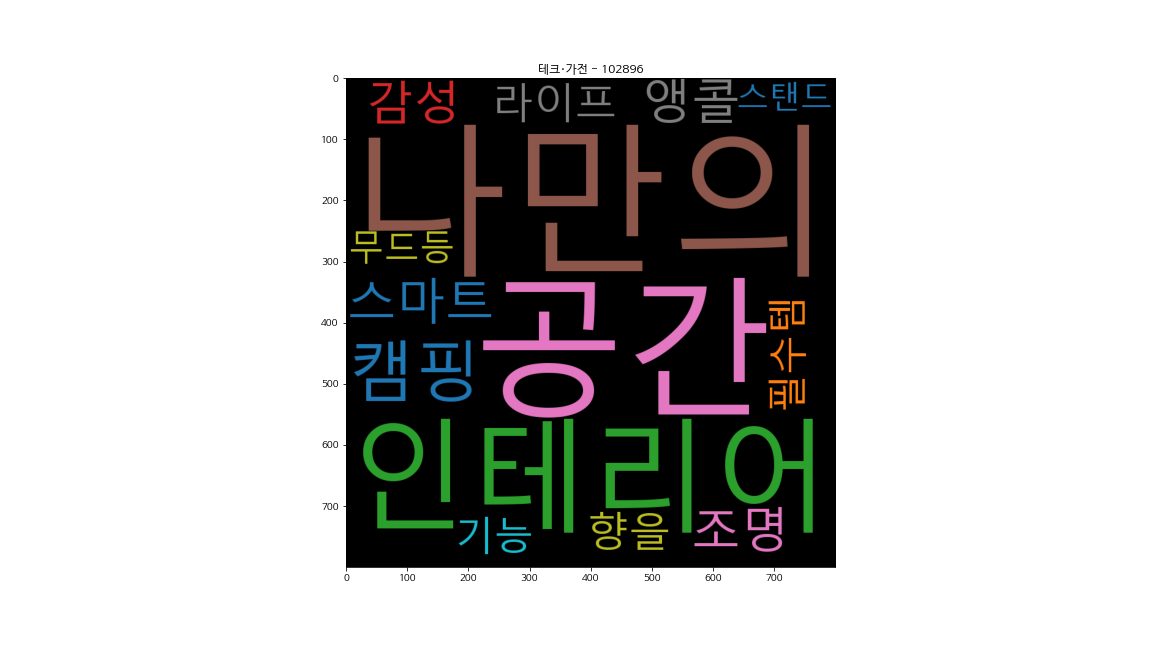 테크·가전 - 102896
감성 라이프 앵콜 스탠드
나만의
무드등
스마트 공간 필수템
캠핑
인테리어
기능 향을 조명
0
100
200
300
400
500
600
700
0 100 200 300 400 500 600 700